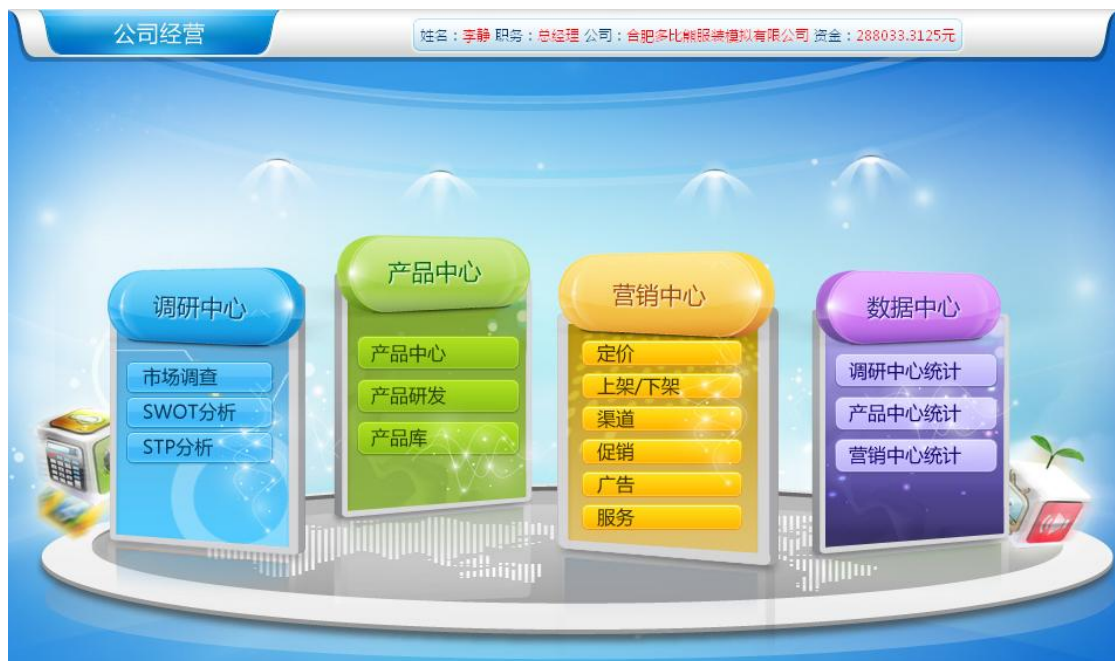 公司经营
姓名：李静 职务：总经理 公司：合肥多比熊服装模拟有限公司 资金：288033.3125元
调研中心
市场调查
SWOT分析
STP分析
产品中心
产品中心
产品研发
产品库
营销中心
定价
上架/下架
渠道
促销
广告
服务
数据中心
调研中心统计
产品中心统计
营销中心统计